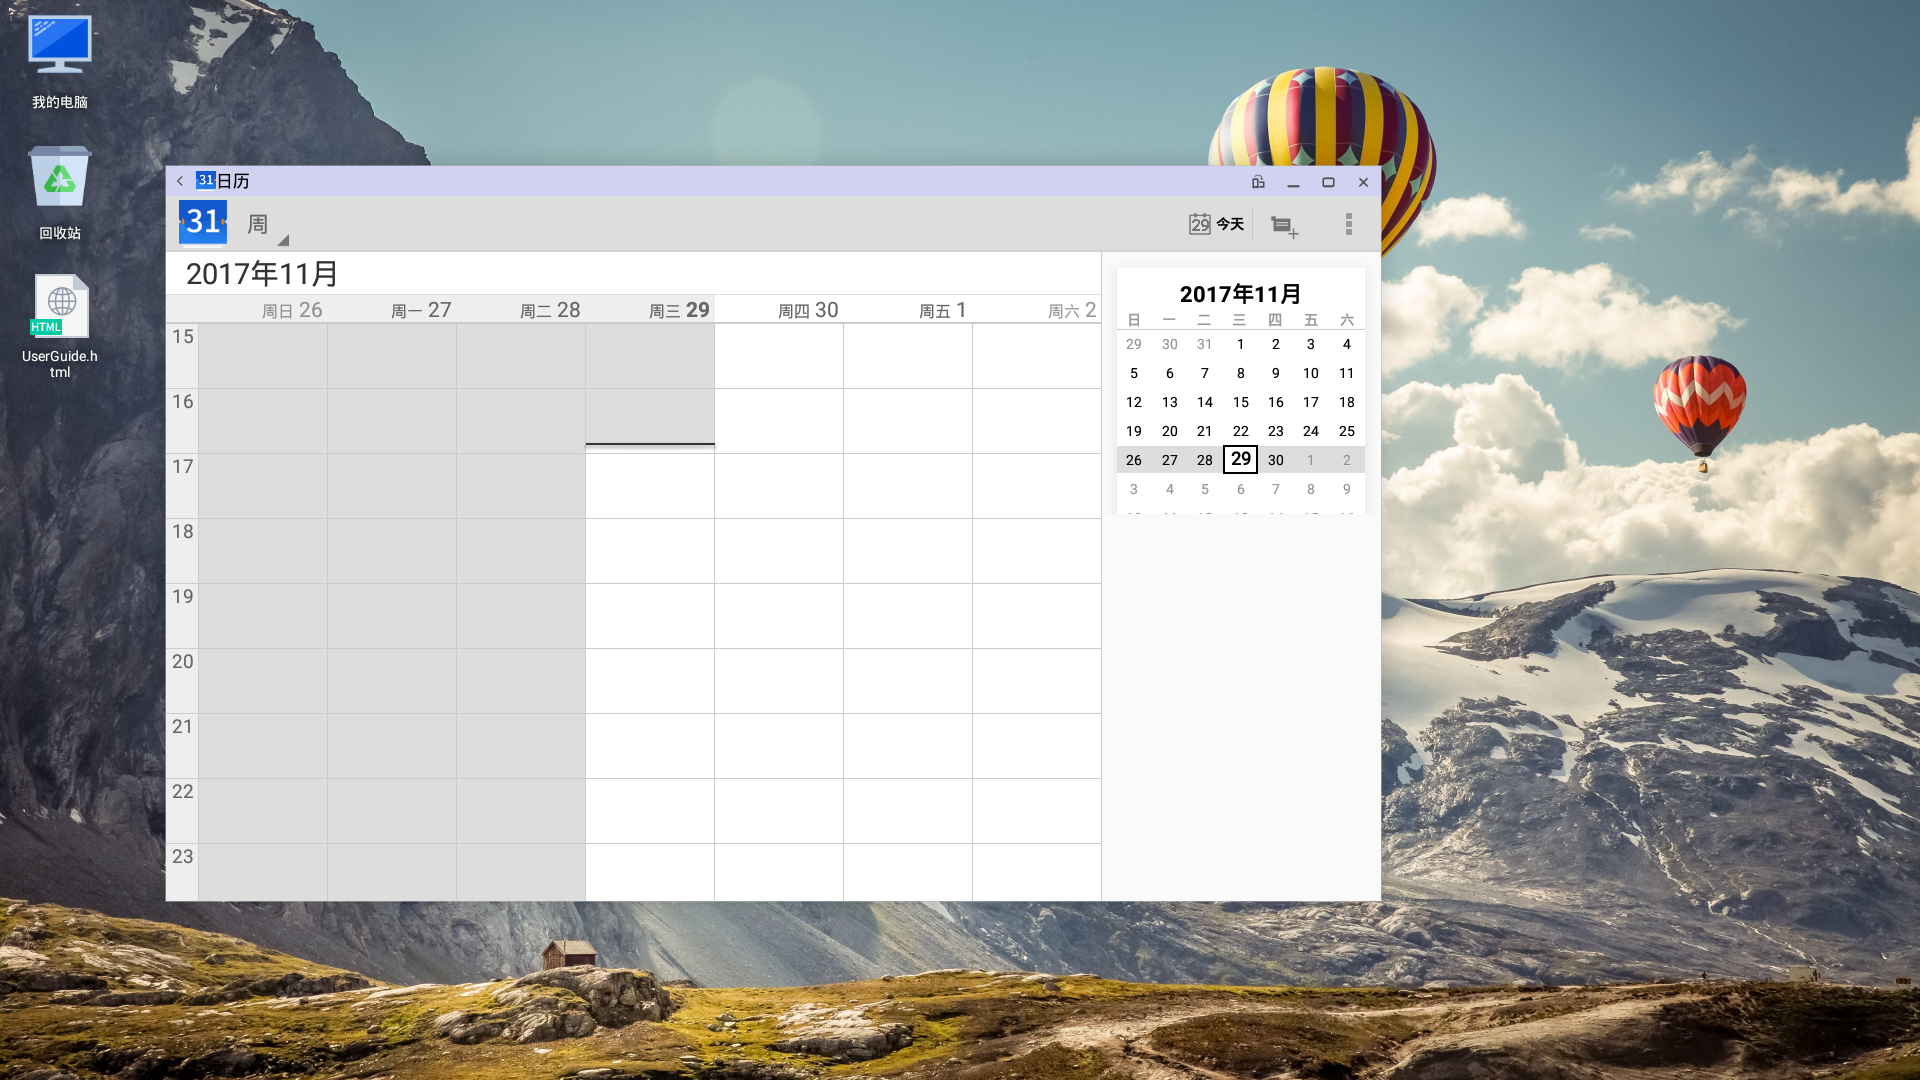 我的电脑
回收站
HTML
UserGuide.h
tml
31 日历
31 周
29 今天
2017年11月
周日 26 周一 27 周二 28 周三 29 周四 30 周五 1 周六 2
15
16
17
18
19
20
21
22
23
2017年11月
日 一 二 三 四 五 六
29 30 31 1 2 3 4
5 6 7 8 9 10 11
12 13 14 15 16 17 18
19 20 21 22 23 24 25
26 27 28 29 30 1 2
3 4 5 6 7 8 9